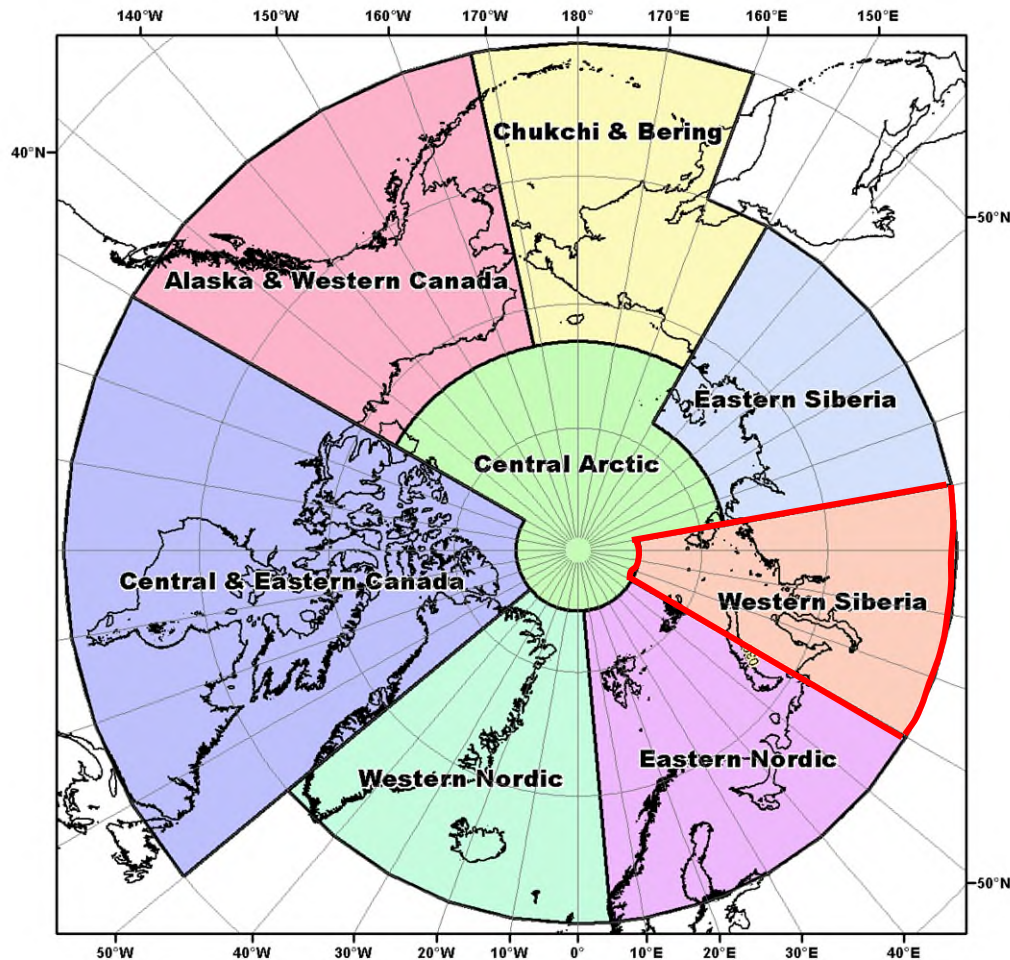 140°W 150°W 160°W 170°W 180° 170°E 160°E 150°E
40°N
50°N
Chukchi & Bering
Alaska & Western Canada
Eastern Siberia
Central Arctic
Central & Eastern Canada
Western Siberia
Eastern Nordic
Western Nordic
50°N
50°W 40°W 30°W 20°W 10°W 0° 10°E 20°E 30°E 40°E